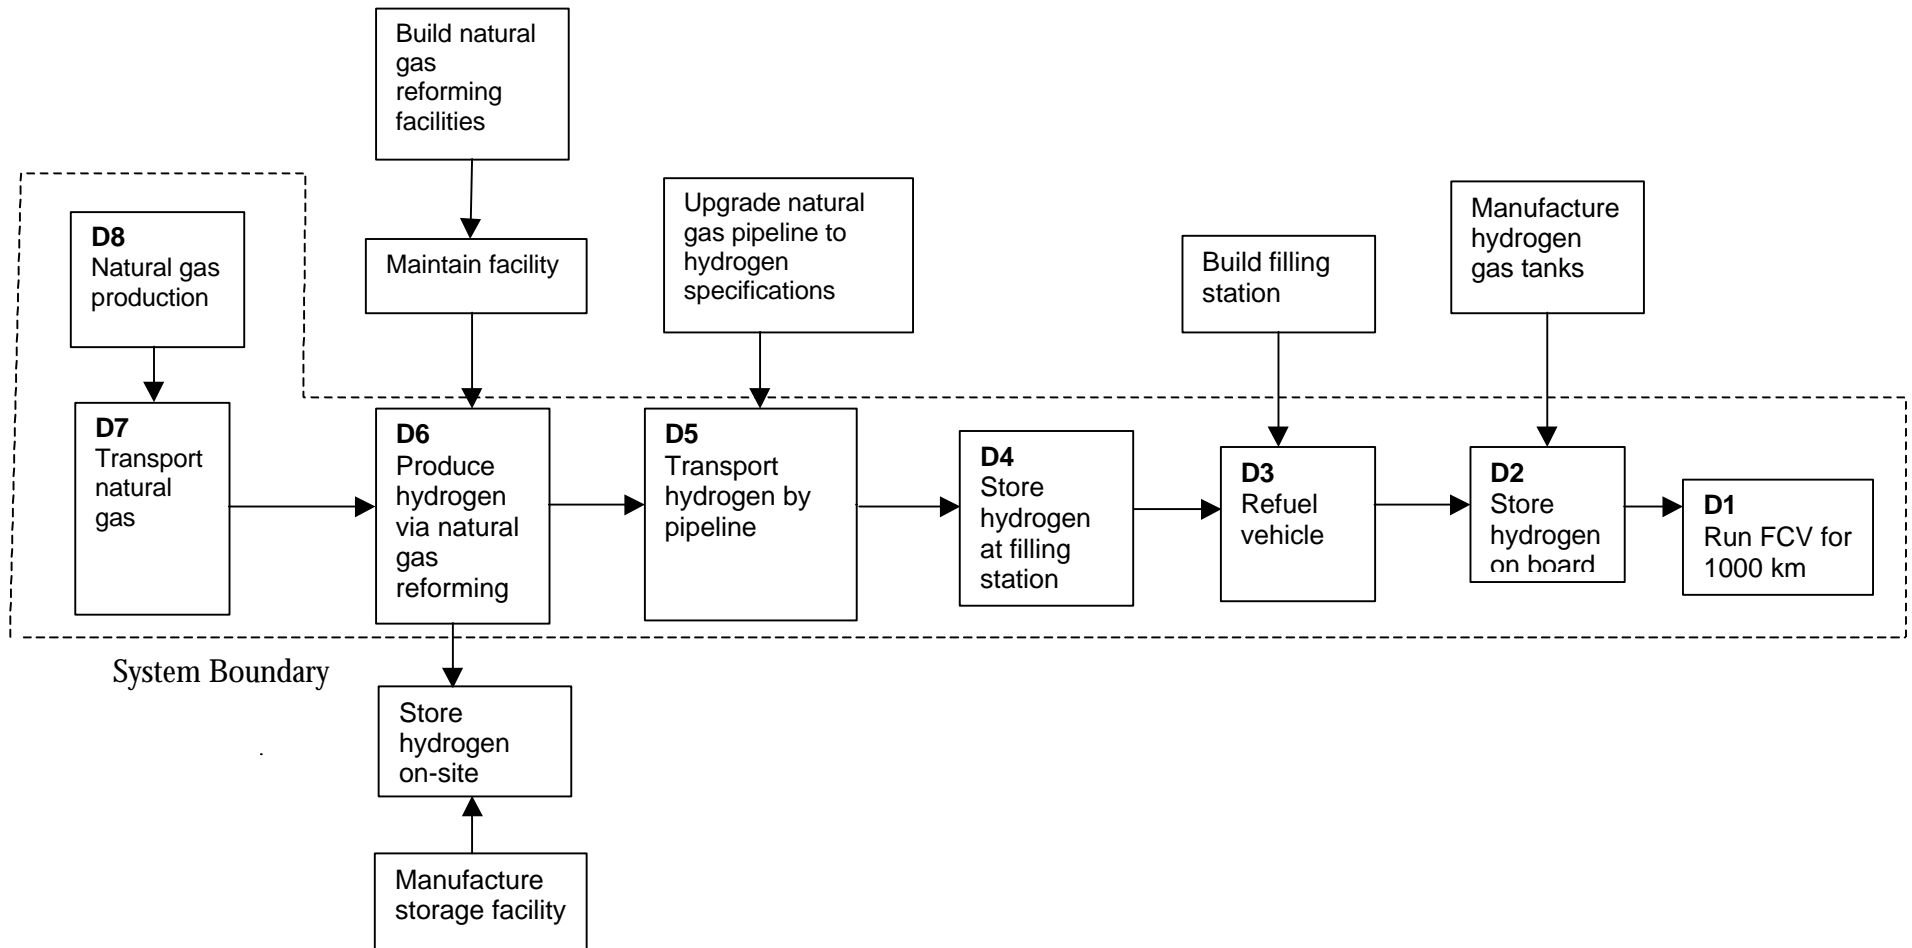 Build natural
gas
reforming
facilities
D8
Natural gas
production
Maintain facility
Upgrade natural
gas pipeline to
hydrogen
specifications
Build filling
station
Manufacture
hydrogen
gas tanks
D7
Transport
natural
gas
D6
Produce
hydrogen
via natural
gas
reforming
D5
Transport
hydrogen by
pipeline
D4
Store
hydrogen
at filling
station
D3
Refuel
vehicle
D2
Store
hydrogen
on board
D1
Run FCV for
1000 km
System Boundary
Store
hydrogen
on-site
Manufacture
storage facility